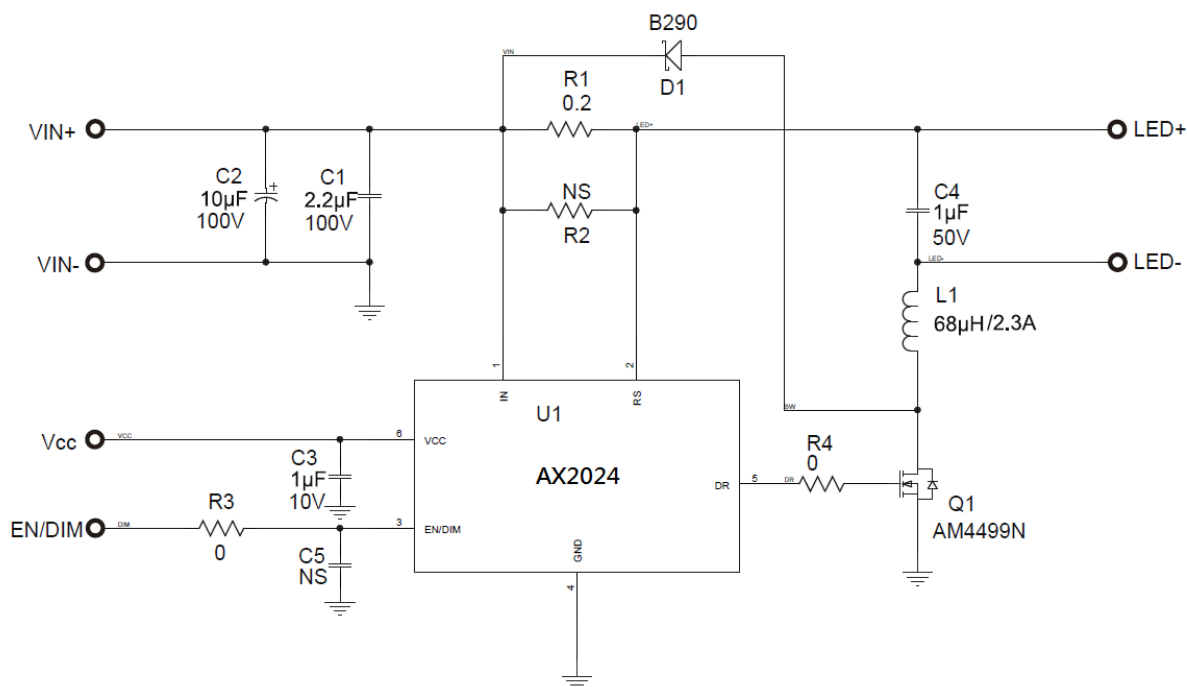 B290
VIN
D1
R1
0.2
VIN+
LED+
LED+
C2
10µF
100V
C1
2.2µF
100V
NS
R2
C4
1µF
50V
VIN-
LED-
LED-
L1
68µH/2.3A
1
2
IN
RS
U1
SW
Vcc
VCC
6
VCC
C3
1µF
10V
AX2024
R4
0
DR
5
DR
Q1
AM4499N
R3
0
EN/DIM
DIM
3
EN/DIM
C5
NS
GND
4